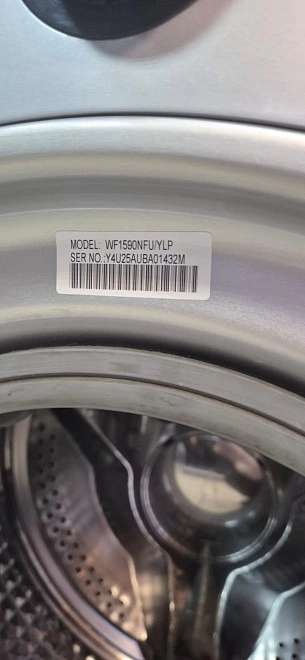 MODEL: WF1590NFU/YLP
SER NO.:Y4U25AUBA01432M